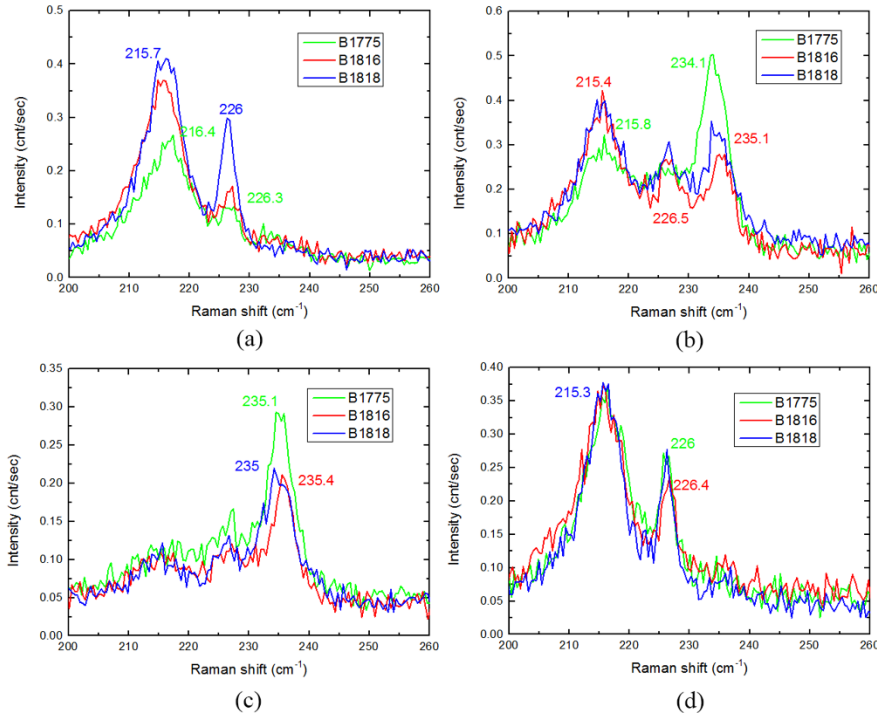 0.5
0.4
0.3
0.2
0.1
0.0
Intensity (cnt/sec)
215.7
216.4
226
226.3
B1775
B1816
B1818
200 210 220 230 240 250 260
Raman shift (cm⁻¹)
(a)
0.6
0.5
0.4
0.3
0.2
0.1
0.0
Intensity (cnt/sec)
215.4
215.8
234.1
235.1
226.5
B1775
B1816
B1818
200 210 220 230 240 250 260
Raman shift (cm⁻¹)
(b)
0.35
0.30
0.25
0.20
0.15
0.10
0.05
0.00
Intensity (cnt/sec)
235.1
235
235.4
B1775
B1816
B1818
200 210 220 230 240 250 260
Raman shift (cm⁻¹)
(c)
0.40
0.35
0.30
0.25
0.20
0.15
0.10
0.05
0.00
Intensity (cnt/sec)
215.3
226
226.4
B1775
B1816
B1818
200 210 220 230 240 250 260
Raman shift (cm⁻¹)
(d)